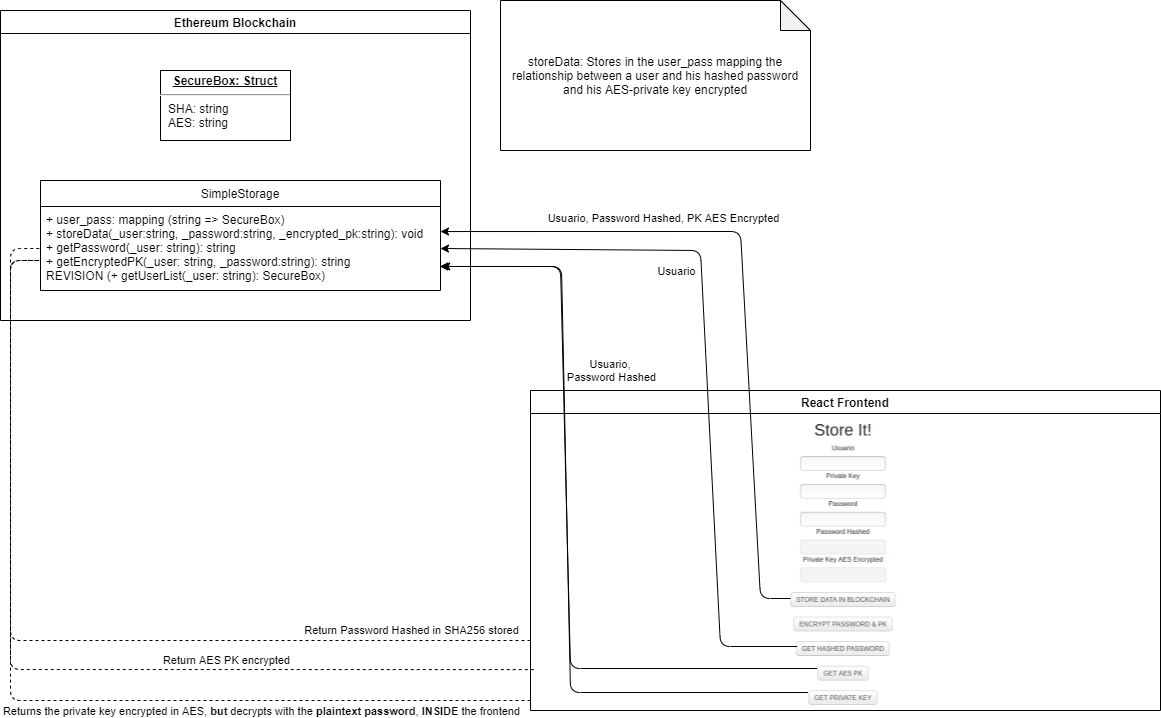 Ethereum Blockchain
SecureBox: Struct
SHA: string
AES: string
SimpleStorage
+ user_pass: mapping (string => SecureBox)
+ storeData(_user:string, _password:string, _encrypted_pk:string): void
+ getPassword(_user: string): string
+ getEncryptedPK(_user: string, _password:string): string
REVISION (+ getUserList(_user: string): SecureBox)
storeData: Stores in the user_pass mapping the
relationship between a user and his hashed password
and his AES-private key encrypted
Usuario, Password Hashed, PK AES Encrypted
Usuario
Usuario,
Password Hashed
React Frontend
Store It!
Usuario
Private Key
Password
Password Hashed
Private Key AES Encrypted
STORE DATA IN BLOCKCHAIN
ENCRYPT PASSWORD & PK
GET HASHED PASSWORD
GET AES PK
GET PRIVATE KEY
Return Password Hashed in SHA256 stored
Return AES PK encrypted
Returns the private key encrypted in AES, but decrypts with the plaintext password, INSIDE the frontend